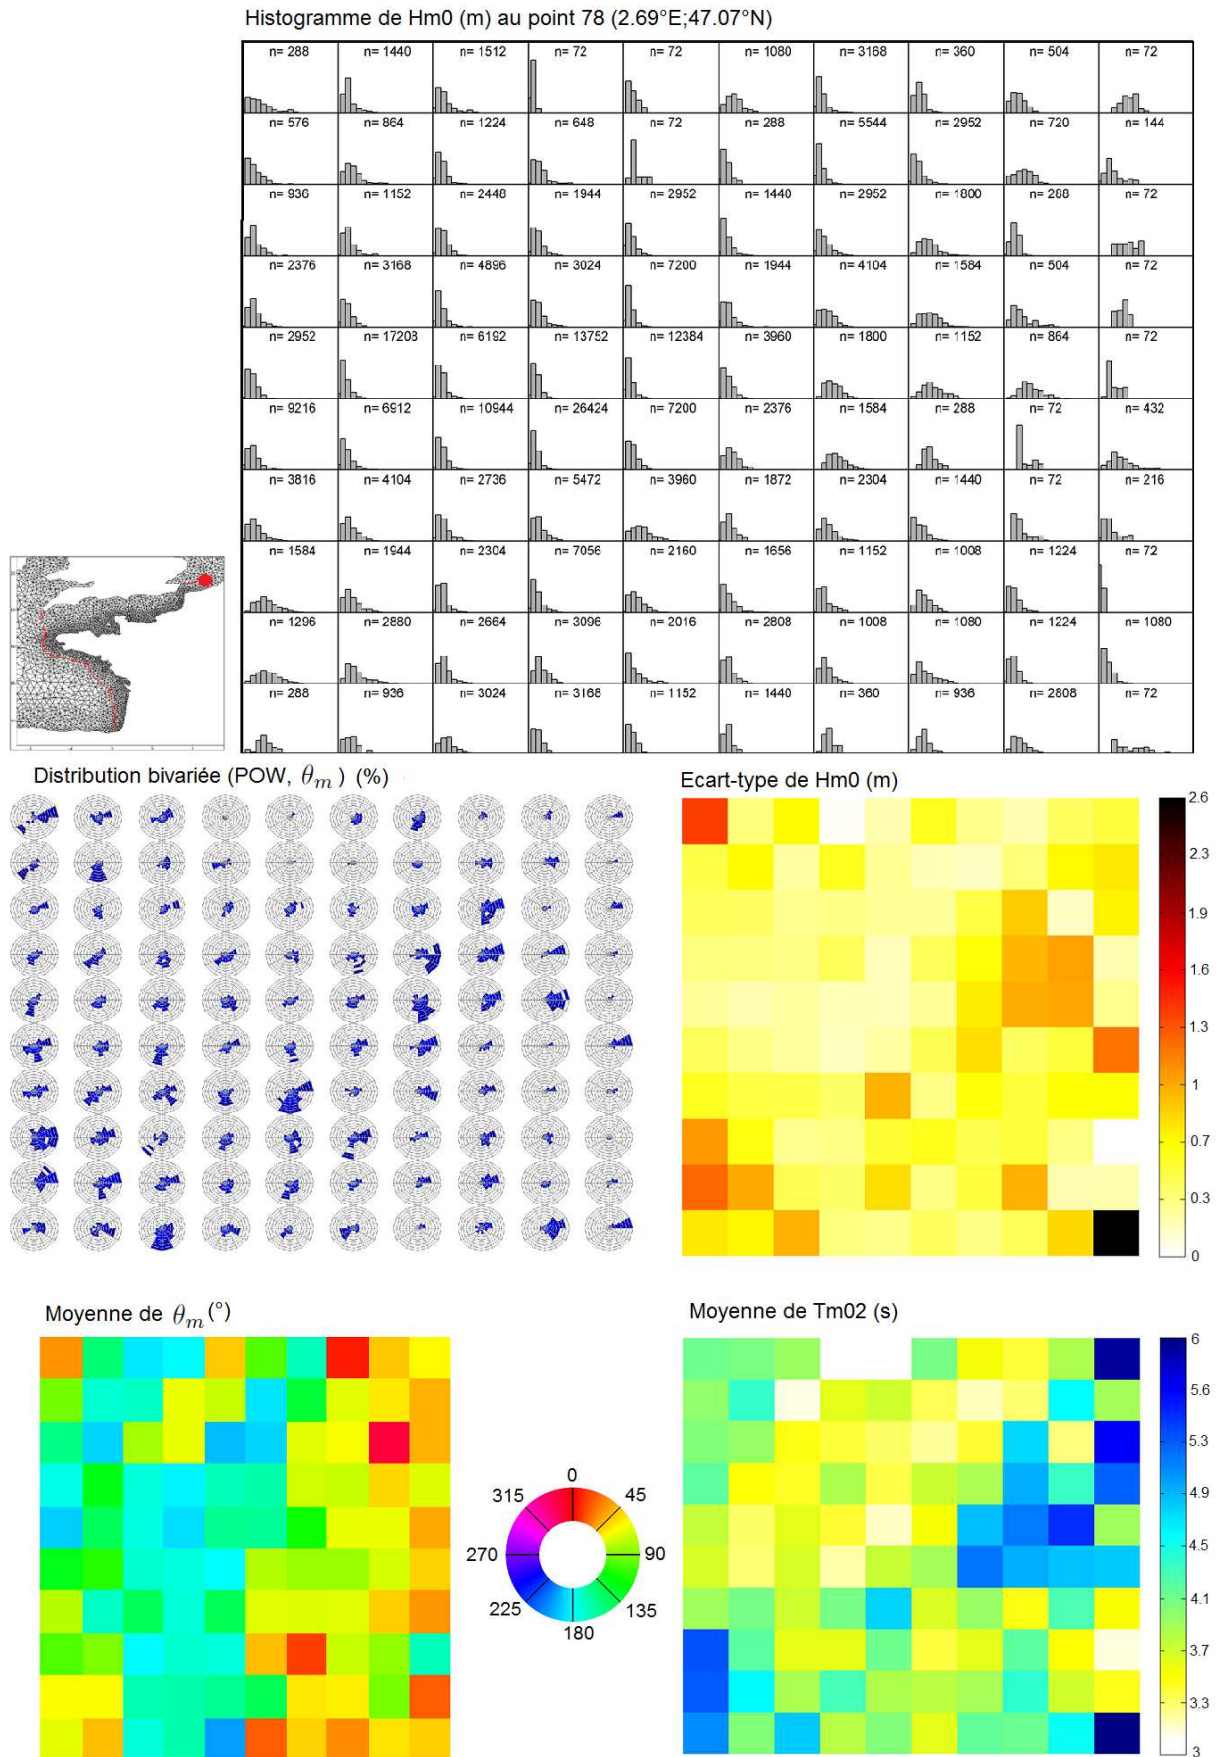 Histogramme de Hm0 (m) au point 78 (2.69°E;47.07°N)
n= 288 n= 1440 n= 1512 n= 72 n= 72 n= 1080 n= 3168 n= 360 n= 504 n= 72
n= 576 n= 864 n= 1224 n= 648 n= 72 n= 288 n= 5544 n= 2952 n= 720 n= 144
n= 936 n= 1152 n= 2448 n= 1944 n= 2952 n= 1440 n= 2952 n= 1800 n= 288 n= 72
n= 2376 n= 3168 n= 4896 n= 3024 n= 7200 n= 1944 n= 4104 n= 1584 n= 504 n= 72
n= 2952 n= 17208 n= 6192 n= 13752 n= 12384 n= 3960 n= 1800 n= 1152 n= 864 n= 72
n= 9216 n= 6912 n= 10944 n= 26424 n= 7200 n= 2376 n= 1584 n= 288 n= 72 n= 432
n= 3816 n= 4104 n= 2736 n= 5472 n= 3960 n= 1872 n= 2304 n= 1440 n= 72 n= 216
n= 1584 n= 1944 n= 2304 n= 7056 n= 2160 n= 1656 n= 1152 n= 1008 n= 1224 n= 72
n= 1296 n= 2880 n= 2664 n= 3096 n= 2016 n= 2808 n= 1008 n= 1080 n= 1224 n= 1080
n= 288 n= 936 n= 3024 n= 3168 n= 1152 n= 1440 n= 360 n= 936 n= 2808 n= 72
Distribution bivariée (POW, θm) (%)
Ecart-type de Hm0 (m)
2.6
2.3
1.9
1.6
1.3
1
0.7
0.3
0
Moyenne de θm(°)
0
45
90
135
180
225
270
315
Moyenne de Tm02 (s)
6
5.6
5.3
4.9
4.5
4.1
3.7
3.3
3